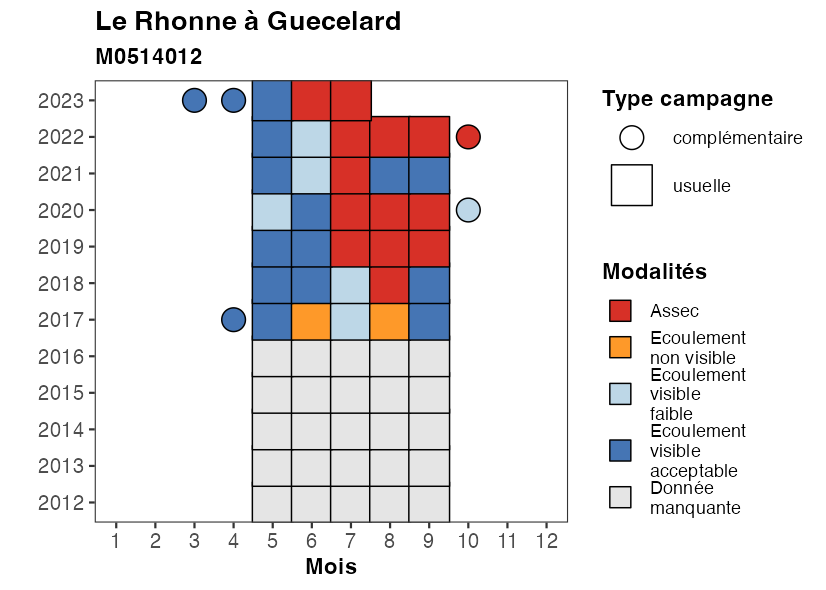 Le Rhonne à Guecelard
M0514012
2023
2022
2021
2020
2019
2018
2017
2016
2015
2014
2013
2012
1 2 3 4 5 6 7 8 9 10 11 12
Mois
Type campagne
complémentaire
usuelle
Modalités
Assec
Ecoulement
non visible
Ecoulement
visible
faible
Ecoulement
visible
acceptable
Donnée
manquante